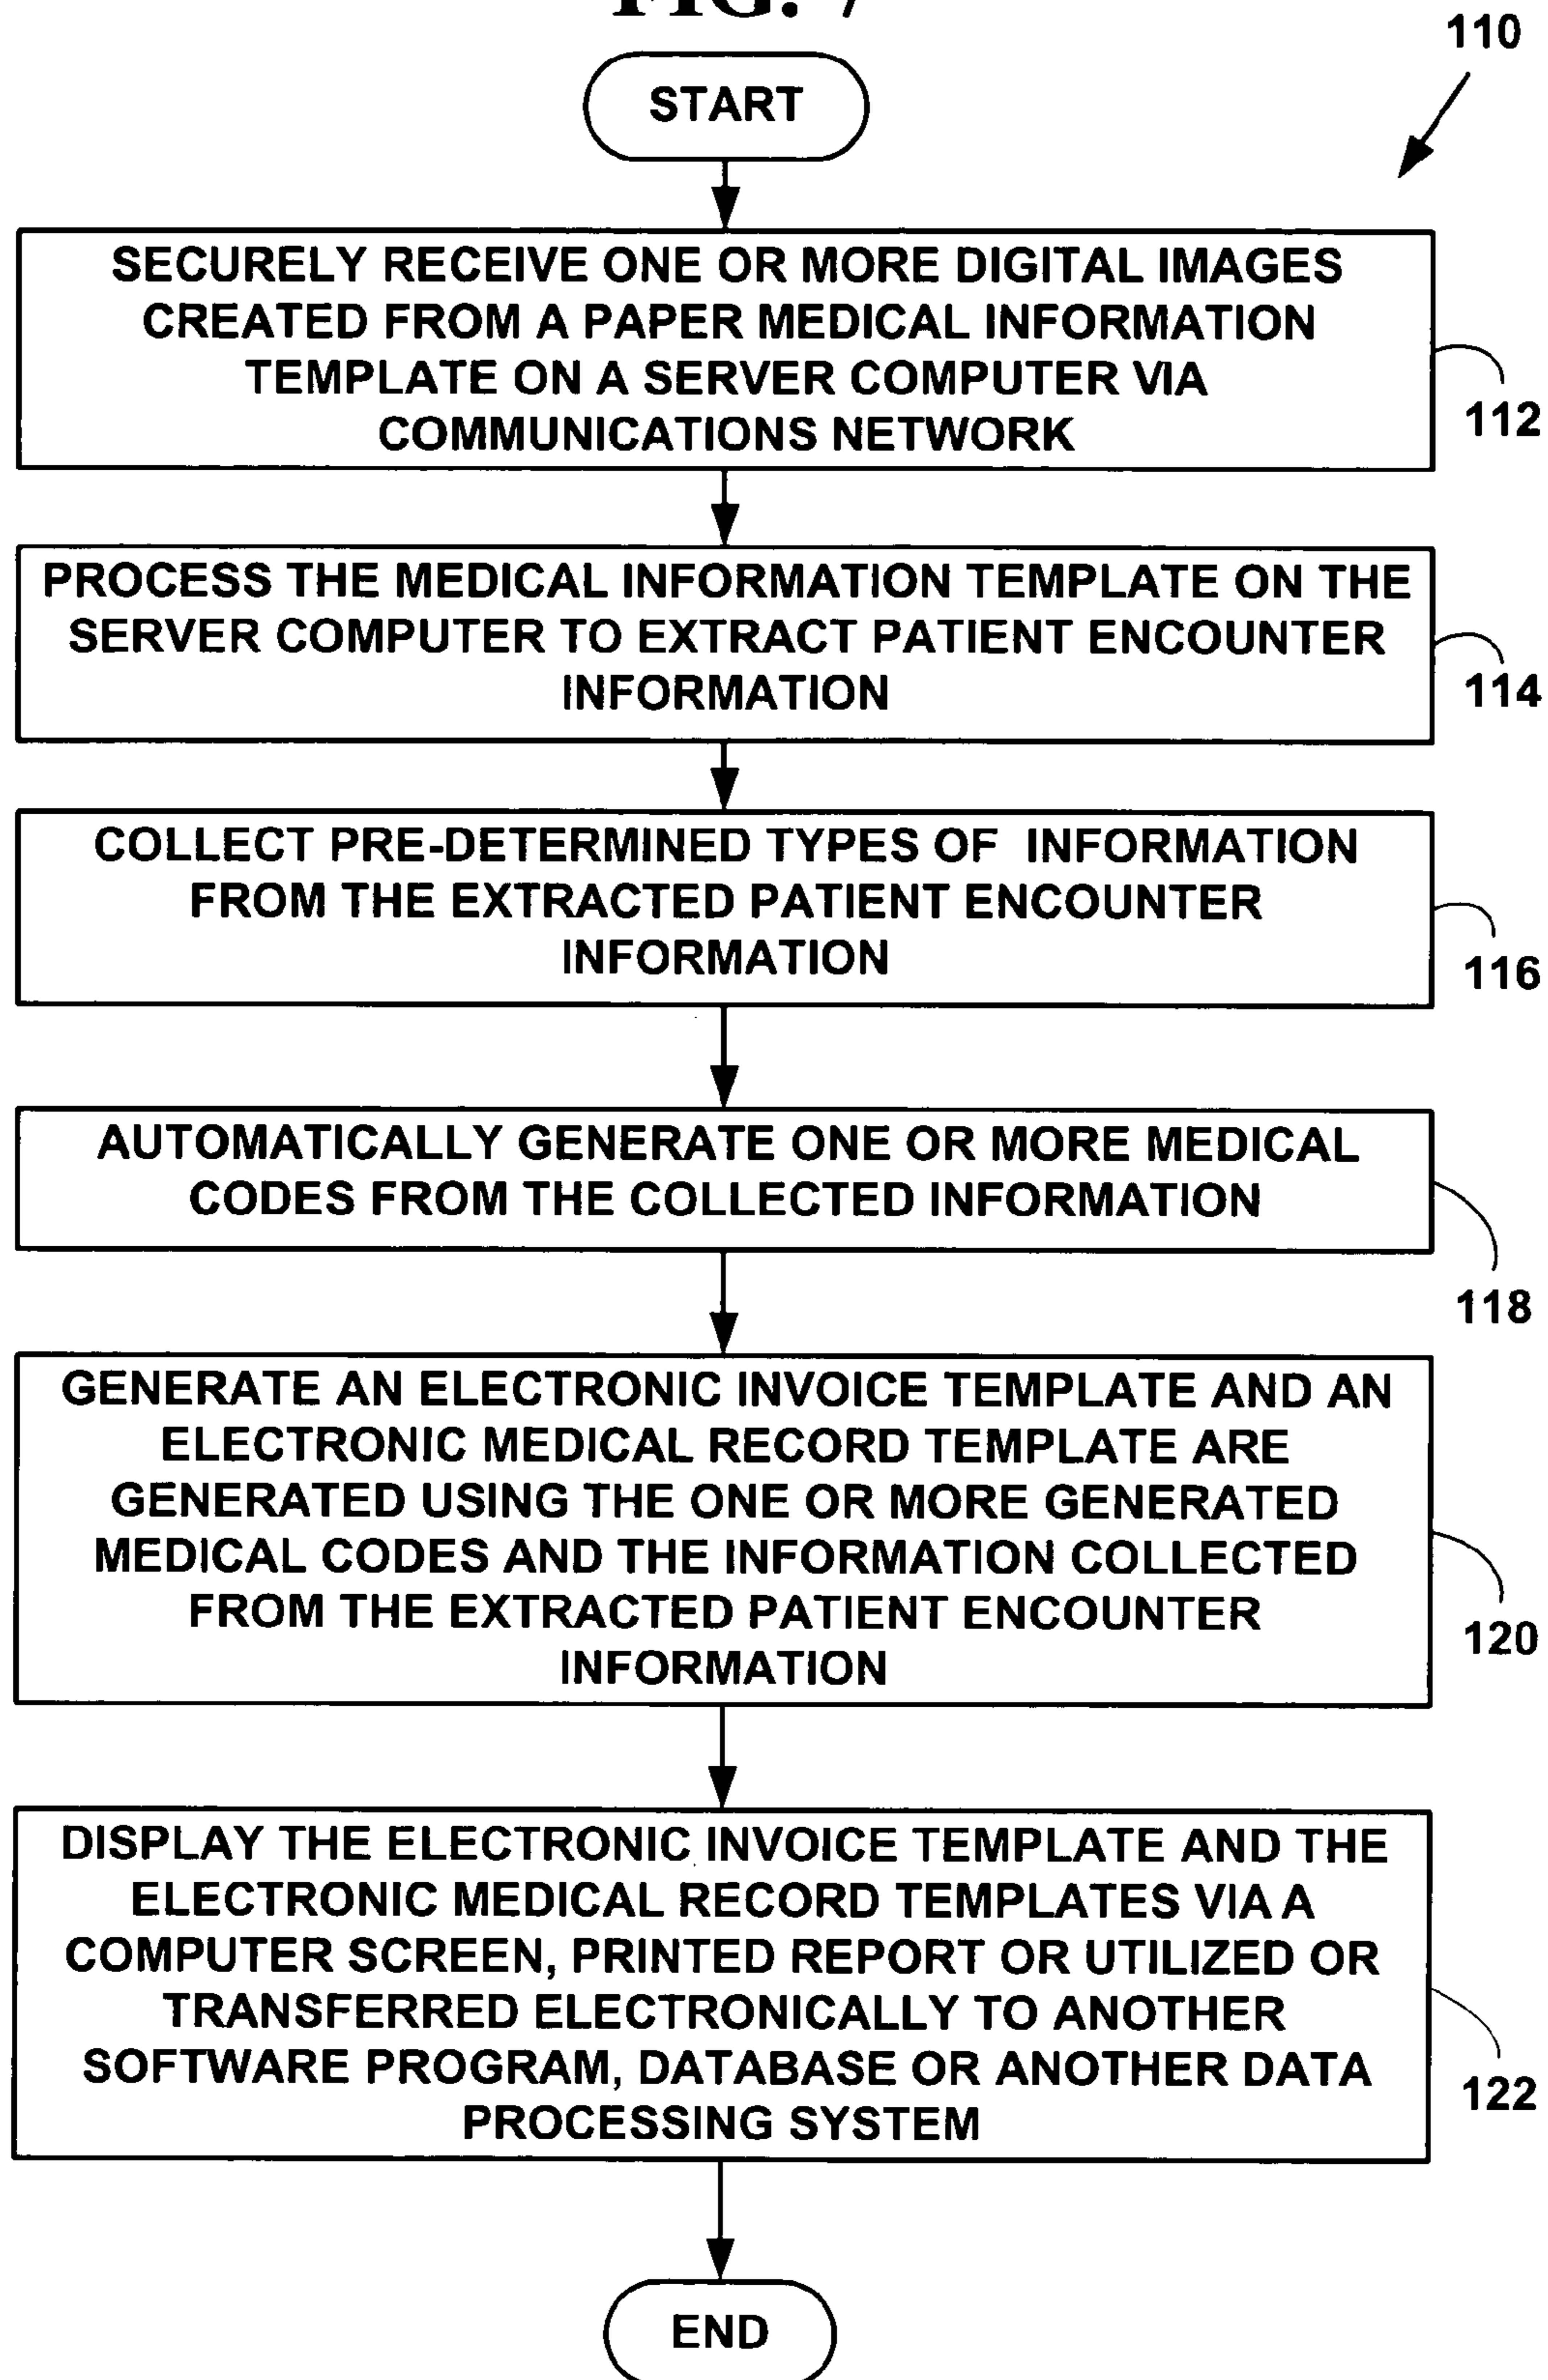 FIG. 7
110
START
SECURELY RECEIVE ONE OR MORE DIGITAL IMAGES
CREATED FROM A PAPER MEDICAL INFORMATION
TEMPLATE ON A SERVER COMPUTER VIA
COMMUNICATIONS NETWORK
112
PROCESS THE MEDICAL INFORMATION TEMPLATE ON THE
SERVER COMPUTER TO EXTRACT PATIENT ENCOUNTER
INFORMATION
114
COLLECT PRE-DETERMINED TYPES OF INFORMATION
FROM THE EXTRACTED PATIENT ENCOUNTER
INFORMATION
116
AUTOMATICALLY GENERATE ONE OR MORE MEDICAL
CODES FROM THE COLLECTED INFORMATION
118
GENERATE AN ELECTRONIC INVOICE TEMPLATE AND AN
ELECTRONIC MEDICAL RECORD TEMPLATE ARE
GENERATED USING THE ONE OR MORE GENERATED
MEDICAL CODES AND THE INFORMATION COLLECTED
FROM THE EXTRACTED PATIENT ENCOUNTER
INFORMATION
120
DISPLAY THE ELECTRONIC INVOICE TEMPLATE AND THE
ELECTRONIC MEDICAL RECORD TEMPLATES VIA A
COMPUTER SCREEN, PRINTED REPORT OR UTILIZED OR
TRANSFERRED ELECTRONICALLY TO ANOTHER
SOFTWARE PROGRAM, DATABASE OR ANOTHER DATA
PROCESSING SYSTEM
122
END